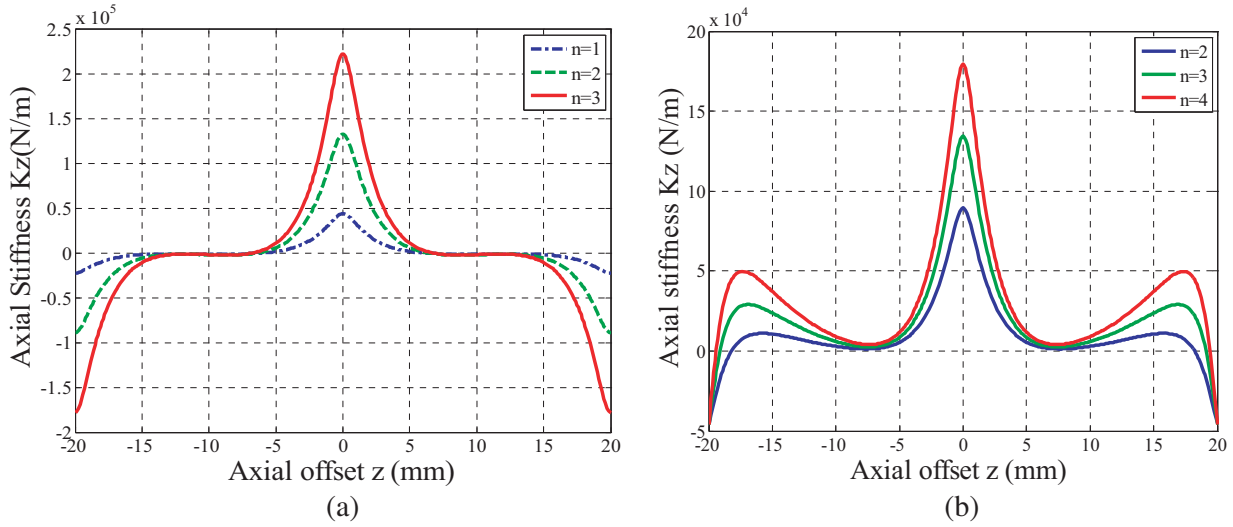 x 10^5
2.5
2
1.5
1
0.5
0
-0.5
-1
-1.5
-2
-20 -15 -10 -5 0 5 10 15 20
Axial Stiffness Kz(N/m)
Axial offset z (mm)
n=1
n=2
n=3
(a)
x 10^4
20
15
10
5
0
-5
-20 -15 -10 -5 0 5 10 15 20
Axial stiffness Kz (N/m)
Axial offset z (mm)
n=2
n=3
n=4
(b)